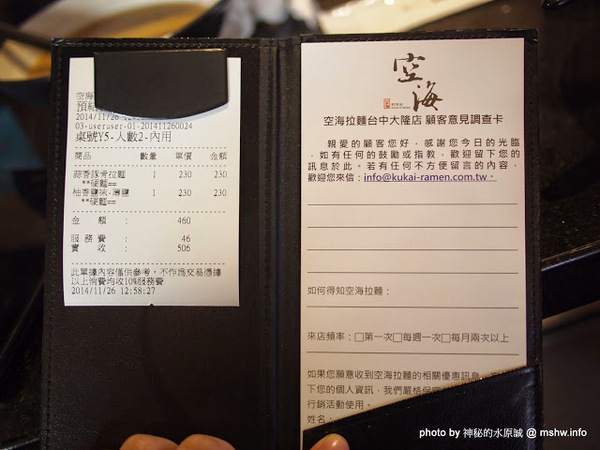 空海
預結
2014/11/26
03-useruser-01-201411260024
桌號Y5-人數2-內用
商品 數量 單價 金額
蒜香豚骨拉麵 1 230 230
**硬麵==
柚香鹽味-薄鹽 1 230 230
**硬麵==
金 額 : 460
服 務 費 : 46
實 收 : 506
此單據內容僅供參考,不作為交易憑據
以上消費均收10%服務費
2014/11/26 12:58:27
空海
空海拉麵台中大隆店 顧客意見調查卡
親愛的顧客您好,感謝您今日的光臨
,如有任何的鼓勵或指教,歡迎留下您的
訊息於此。若有任何不方便留言的內容,
歡迎您來信:info@kukai-ramen.com.tw。
如何得知空海拉麵:
來店頻率:□第一次□每週一次□每月兩次以上
如果您願意收到空海拉麵的相關優惠訊息,
下您的個人資訊,我們嚴格保
行銷活動使用。
姓名:
photo by 神秘的水原誠 @ mshw.info